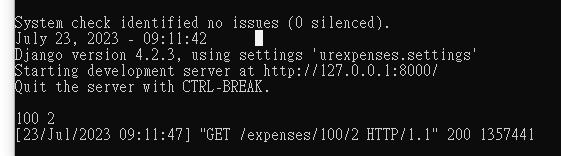 System check identified no issues (0 silenced).
July 23, 2023 - 09:11:42
Django version 4.2.3, using settings 'urexpenses.settings'
Starting development server at http://127.0.0.1:8000/
Quit the server with CTRL-BREAK.
100 2
[23/Jul/2023 09:11:47] "GET /expenses/100/2 HTTP/1.1" 200 1357441